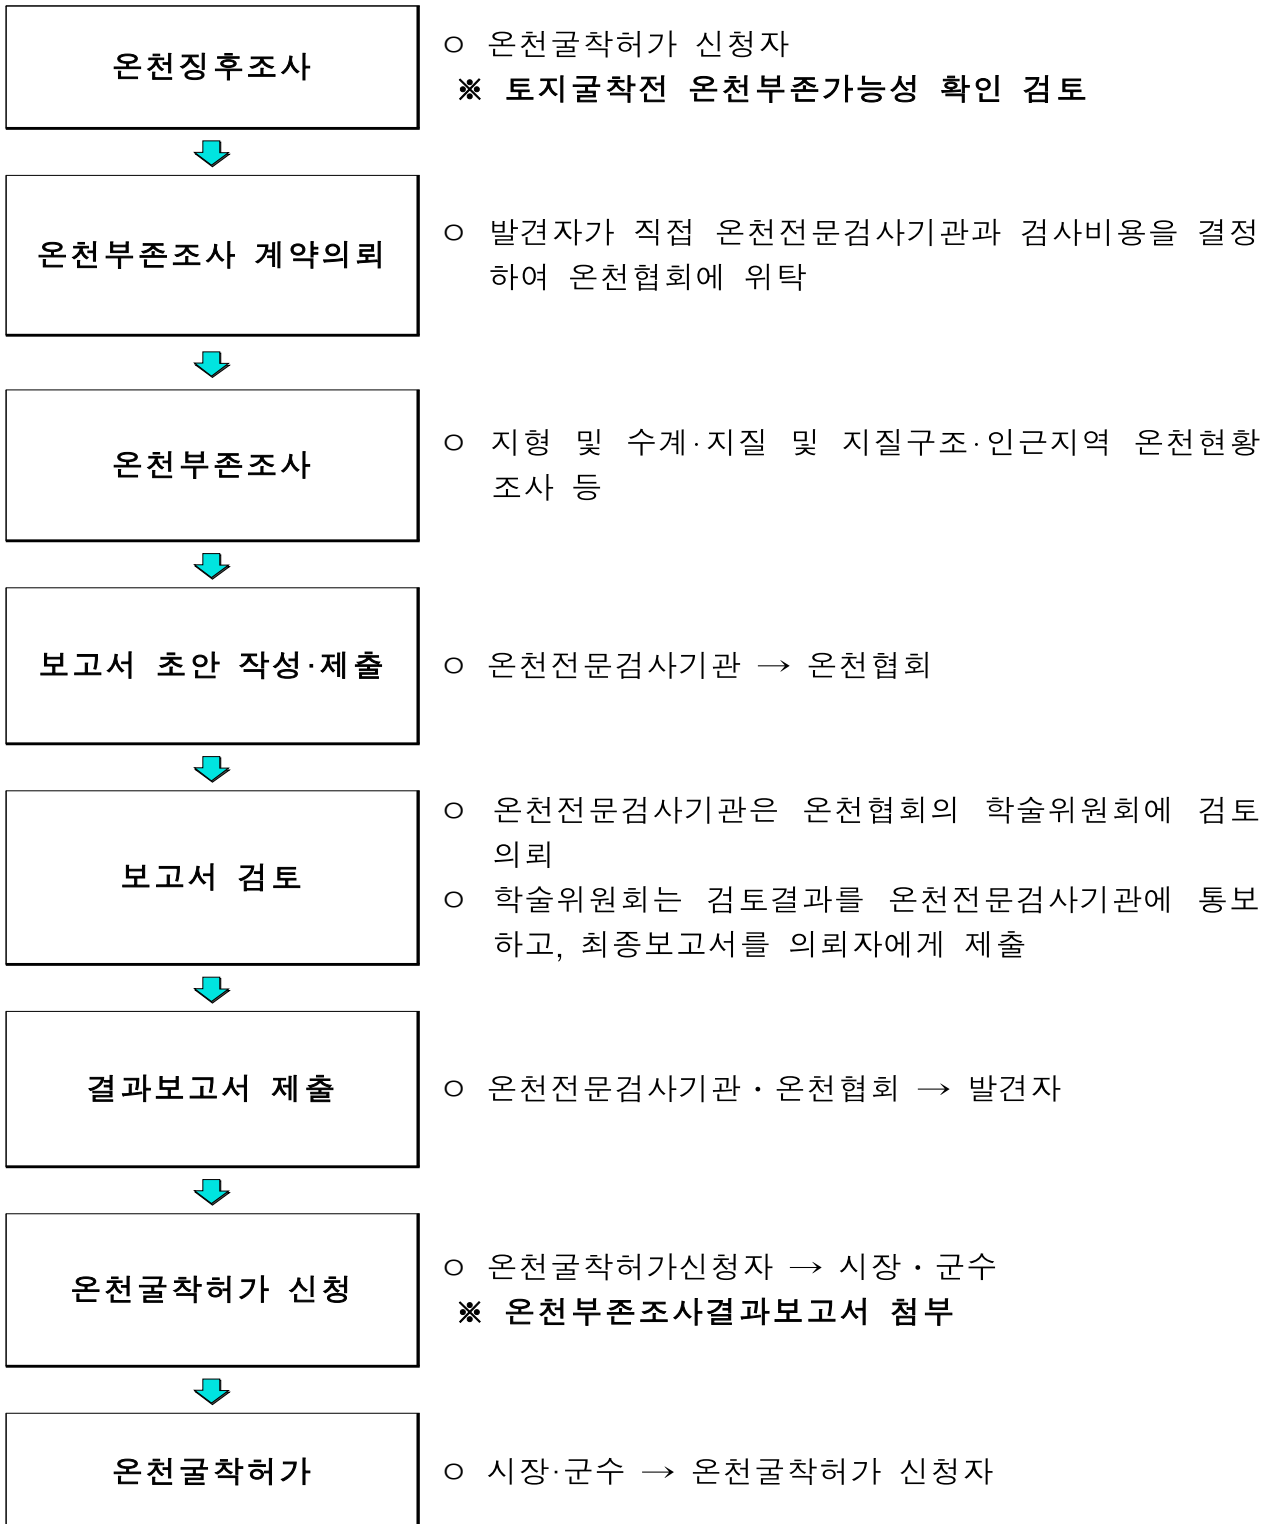 온천징후조사
ㅇ 온천굴착허가 신청자
※ 토지굴착전 온천부존가능성 확인 검토
온천부존조사 계약의뢰
ㅇ 발견자가 직접 온천전문검사기관과 검사비용을 결정
하여 온천협회에 위탁
온천부존조사
ㅇ 지형 및 수계·지질 및 지질구조·인근지역 온천현황
조사 등
보고서 초안 작성·제출
ㅇ 온천전문검사기관 → 온천협회
보고서 검토
ㅇ 온천전문검사기관은 온천협회의 학술위원회에 검토
의뢰
ㅇ 학술위원회는 검토결과를 온천전문검사기관에 통보
하고, 최종보고서를 의뢰자에게 제출
결과보고서 제출
ㅇ 온천전문검사기관・온천협회 → 발견자
온천굴착허가 신청
ㅇ 온천굴착허가신청자 → 시장・군수
※ 온천부존조사결과보고서 첨부
온천굴착허가
ㅇ 시장·군수 → 온천굴착허가 신청자